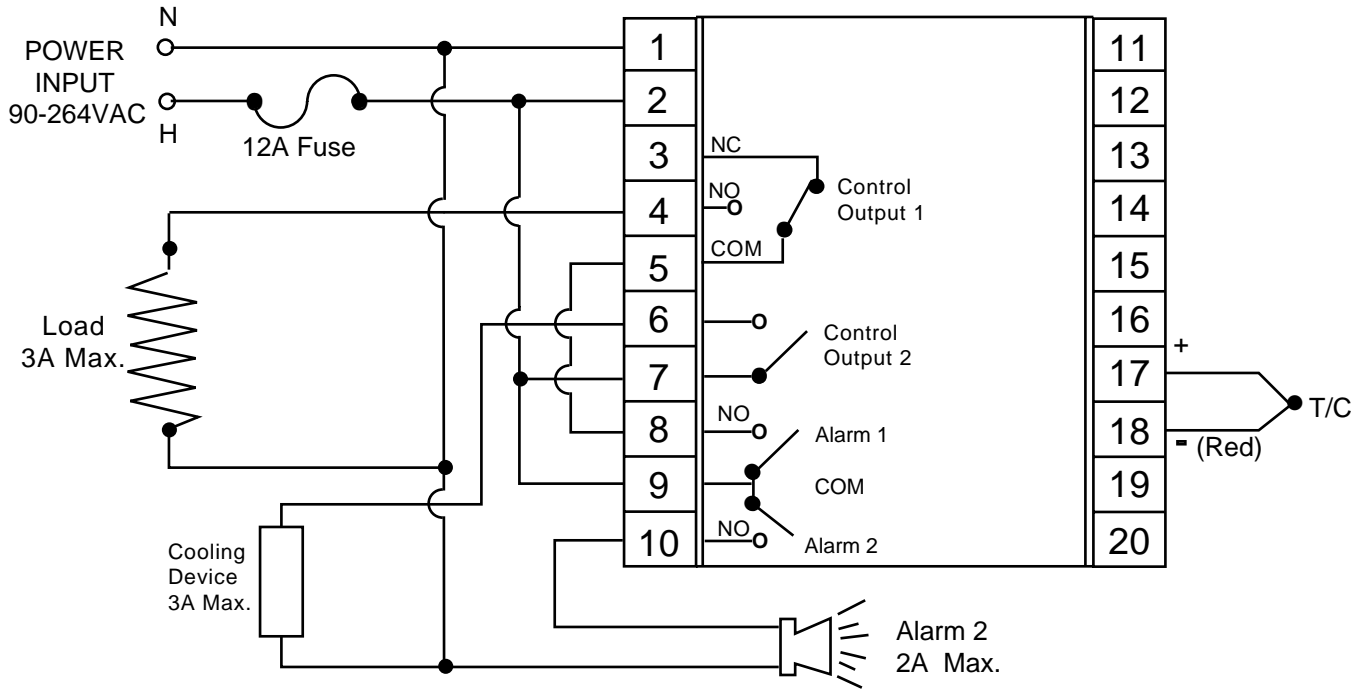 N
POWER
INPUT
90-264VAC
H
12A Fuse
Load
3A Max.
Cooling
Device
3A Max.
1
2
3
4
5
6
7
8
9
10
NC
NO
COM
Control
Output 1
Control
Output 2
NO
Alarm 1
COM
NO
Alarm 2
11
12
13
14
15
16
17
18
19
20
+
T/C
- (Red)
Alarm 2
2A Max.